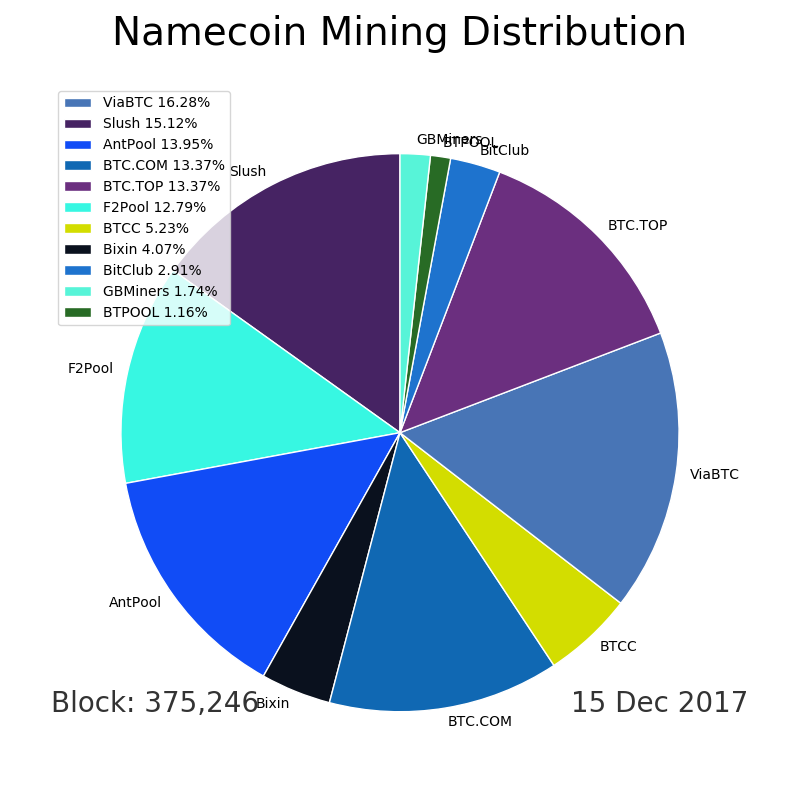 Namecoin Mining Distribution
ViaBTC 16.28%
Slush 15.12%
AntPool 13.95%
BTC.COM 13.37%
BTC.TOP 13.37%
F2Pool 12.79%
BTCC 5.23%
Bixin 4.07%
BitClub 2.91%
GBMiners 1.74%
BTPOOL 1.16%
GBMiners
BTPOOL
BitClub
Slush
BTC.TOP
F2Pool
ViaBTC
AntPool
BTCC
Bixin
BTC.COM
Block: 375,246
15 Dec 2017